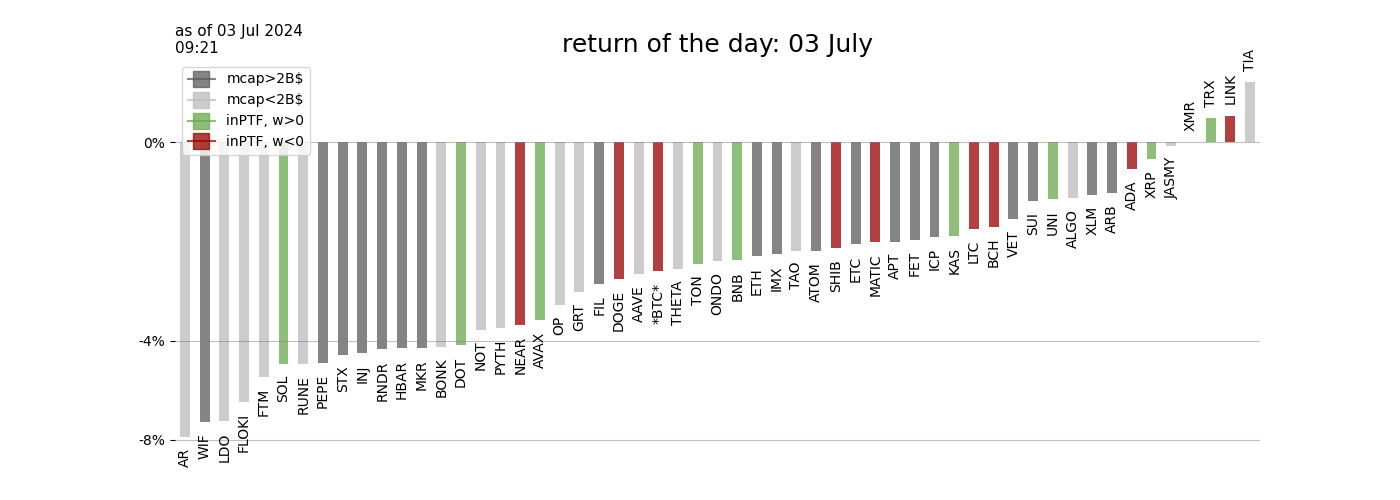 as of 03 Jul 2024
09:21
return of the day: 03 July
mcap>2B$
mcap<2B$
inPTF, w>0
inPTF, w<0
0%
-4%
-8%
AR
WIF
LDO
FLOKI
FTM
SOL
RUNE
PEPE
STX
INJ
RNDR
HBAR
MKR
BONK
DOT
NOT
PYTH
NEAR
AVAX
OP
GRT
FIL
DOGE
AAVE
*BTC*
THETA
TON
ONDO
BNB
ETH
IMX
TAO
ATOM
SHIB
ETC
MATIC
APT
FET
ICP
KAS
LTC
BCH
VET
SUI
UNI
ALGO
XLM
ARB
ADA
XRP
JASMY
XMR
TRX
LINK
TIA